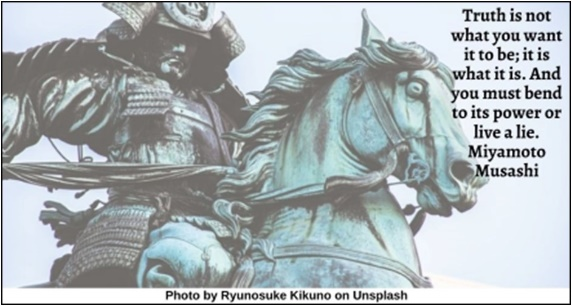 Truth is not
what you want
it to be; it is
what it is. And
you must bend
to its power or
live a lie.
Miyamoto
Musashi
Photo by Ryunosuke Kikuno on Unsplash